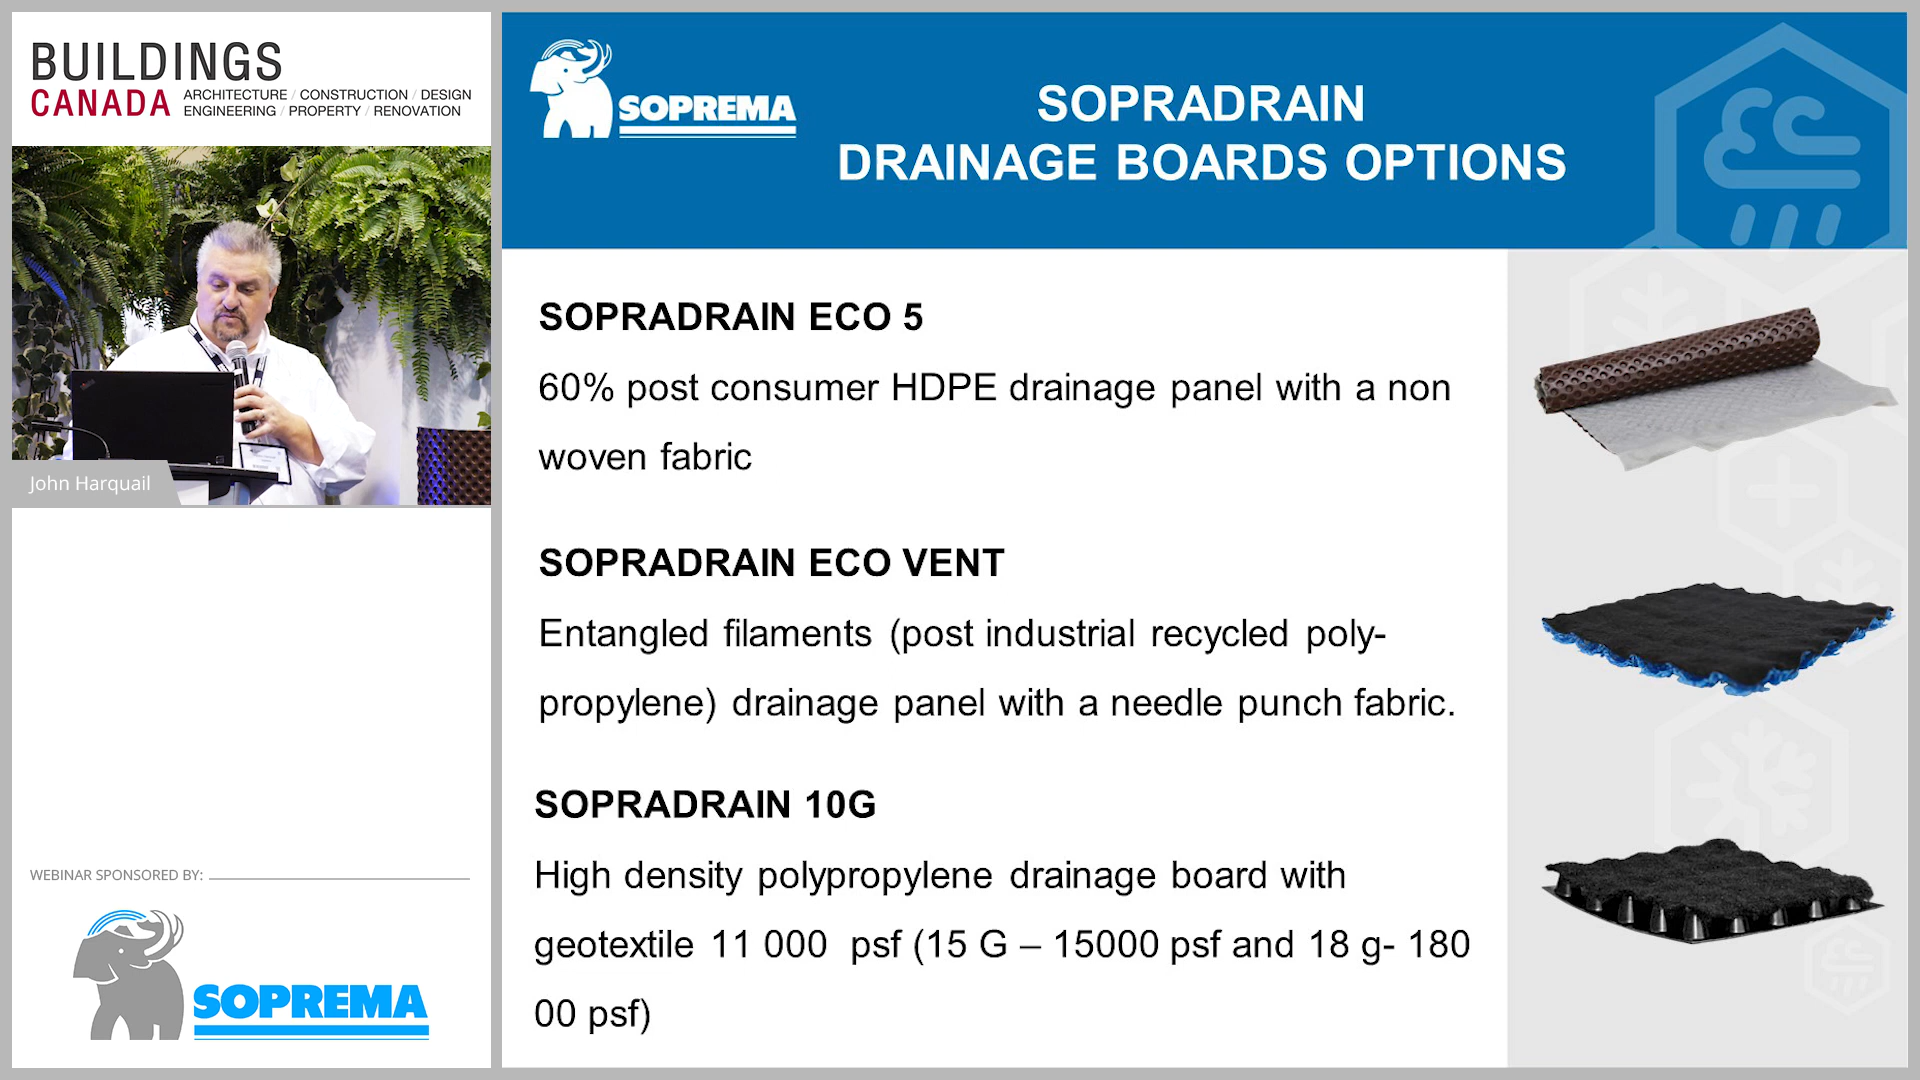 BUILDINGS
CANADA
ARCHITECTURE / CONSTRUCTION / DESIGN
ENGINEERING / PROPERTY / RENOVATION
John Harquail
WEBINAR SPONSORED BY:
SOPREMA
SOPREMA
SOPRADRAIN
DRAINAGE BOARDS OPTIONS
SOPRADRAIN ECO 5
60% post consumer HDPE drainage panel with a non
woven fabric
SOPRADRAIN ECO VENT
Entangled filaments (post industrial recycled poly-
propylene) drainage panel with a needle punch fabric.
SOPRADRAIN 10G
High density polypropylene drainage board with
geotextile 11 000 psf (15 G – 15000 psf and 18 g- 180
00 psf)